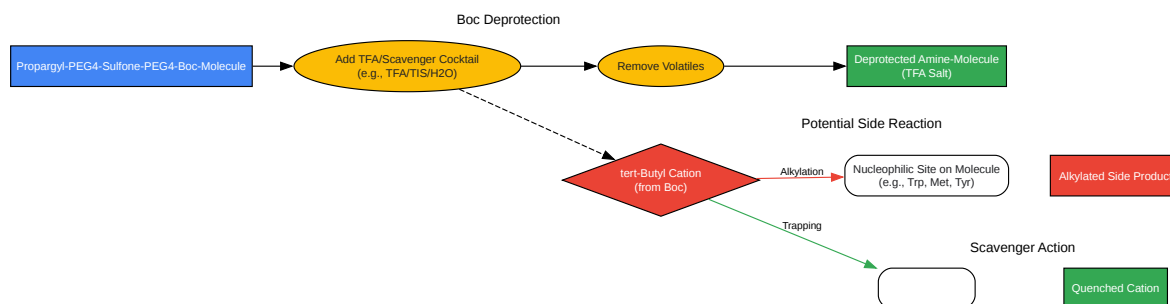 Boc Deprotection
Propargyl-PEG4-Sulfone-PEG4-Boc-Molecule
Add TFA/Scavenger Cocktail
(e.g., TFA/TIS/H2O)
Remove Volatiles
Deprotected Amine-Molecule
(TFA Salt)
Potential Side Reaction
tert-Butyl Cation
(from Boc)
Alkylation
Nucleophilic Site on Molecule
(e.g., Trp, Met, Tyr)
Alkylated Side Product
Trapping
Scavenger Action
Quenched Cation